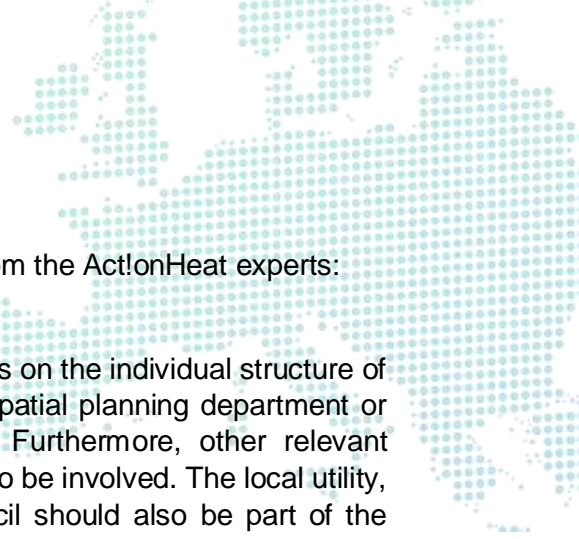 om the Act!onHeat experts:
s on the individual structure of
patial planning department or
Furthermore, other relevant
o be involved. The local utility,
cil should also be part of the